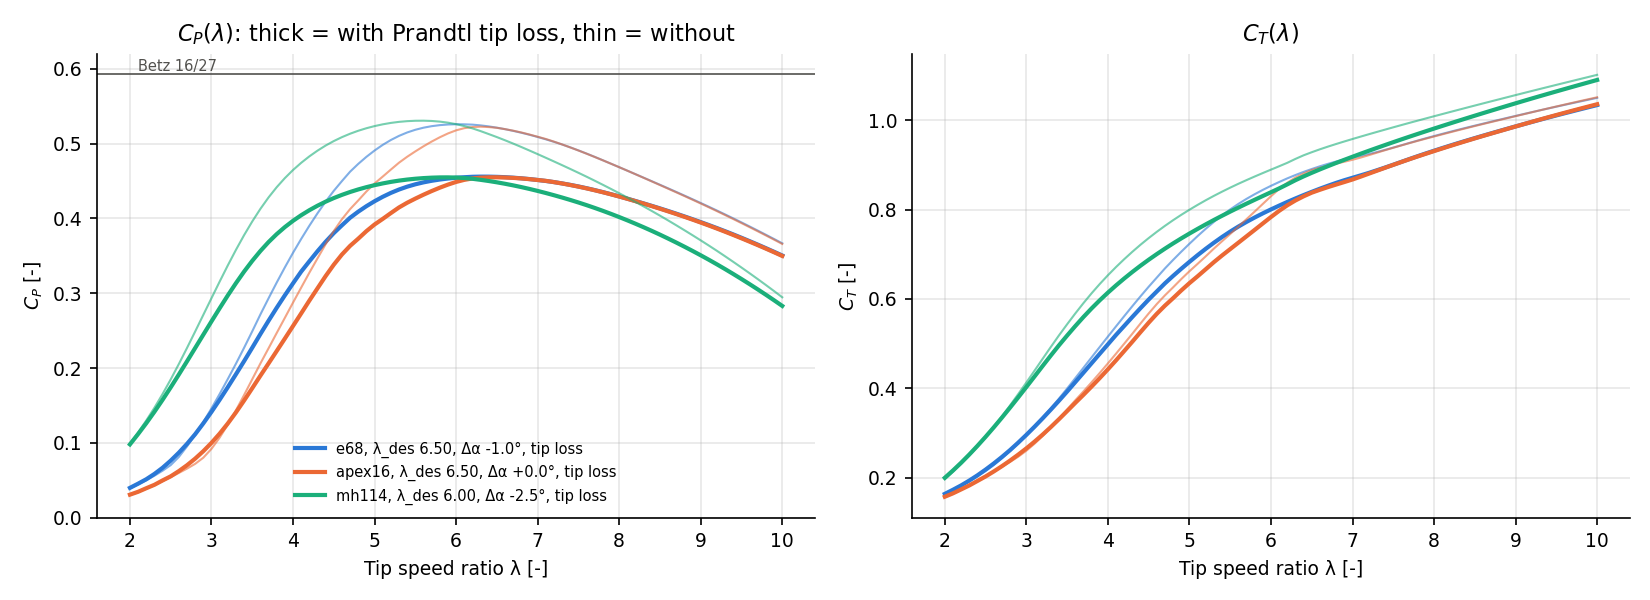 C_P(λ): thick = with Prandtl tip loss, thin = without
Betz 16/27
0.6
0.5
0.4
0.3
0.2
0.1
0.0
C_P [-]
e68, λ_des 6.50, Δα -1.0°, tip loss
apex16, λ_des 6.50, Δα +0.0°, tip loss
mh114, λ_des 6.00, Δα -2.5°, tip loss
2 3 4 5 6 7 8 9 10
Tip speed ratio λ [-]
C_T(λ)
1.0
0.8
0.6
0.4
0.2
C_T [-]
2 3 4 5 6 7 8 9 10
Tip speed ratio λ [-]